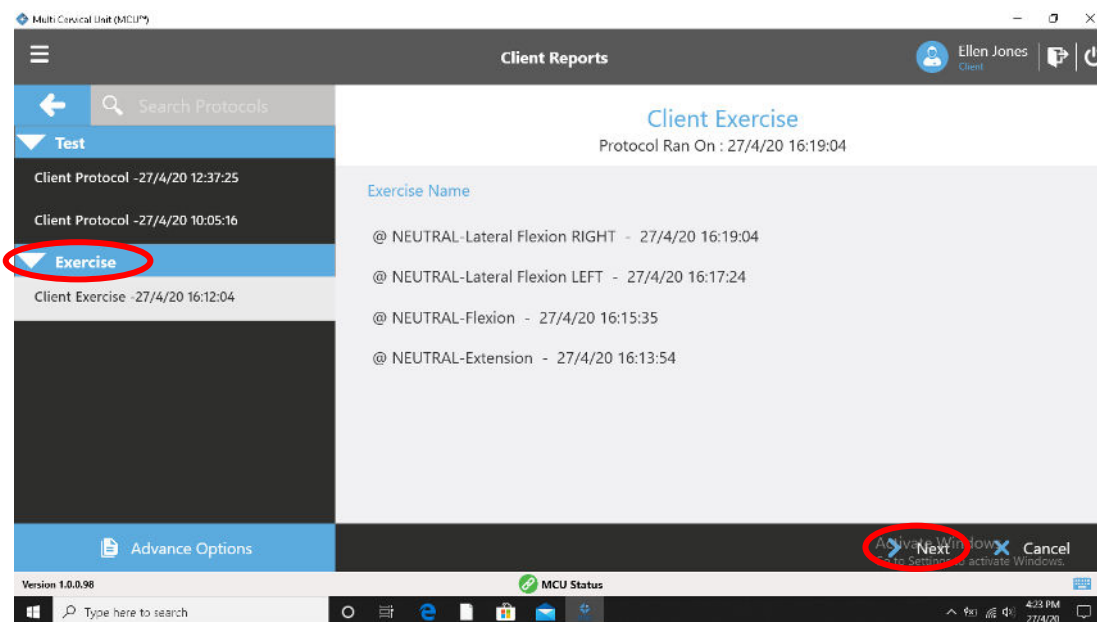 Multi Cervical Unit (MCU™)
Client Reports
Ellen Jones
Client
Search Protocols
Test
Client Protocol -27/4/20 12:37:25
Client Protocol -27/4/20 10:05:16
Exercise
Client Exercise -27/4/20 16:12:04
Client Exercise
Protocol Ran On : 27/4/20 16:19:04
Exercise Name
@ NEUTRAL-Lateral Flexion RIGHT - 27/4/20 16:19:04
@ NEUTRAL-Lateral Flexion LEFT - 27/4/20 16:17:24
@ NEUTRAL-Flexion - 27/4/20 16:15:35
@ NEUTRAL-Extension - 27/4/20 16:13:54
Advance Options
Activate Windows
Go to Settings to activate Windows.
Next
Cancel
Version 1.0.0.98
MCU Status
Type here to search
4:23 PM
27/4/20